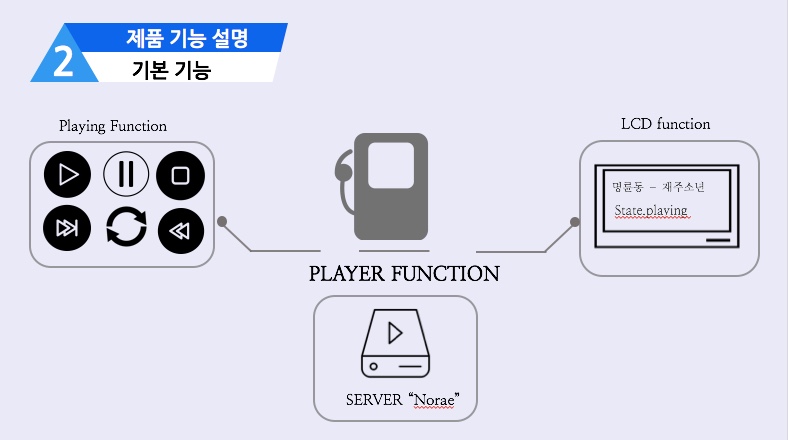 2
제품 기능 설명
기본 기능
Playing Function
LCD function
명륜동 - 재주소년
State.playing
PLAYER FUNCTION
SERVER “Norae”